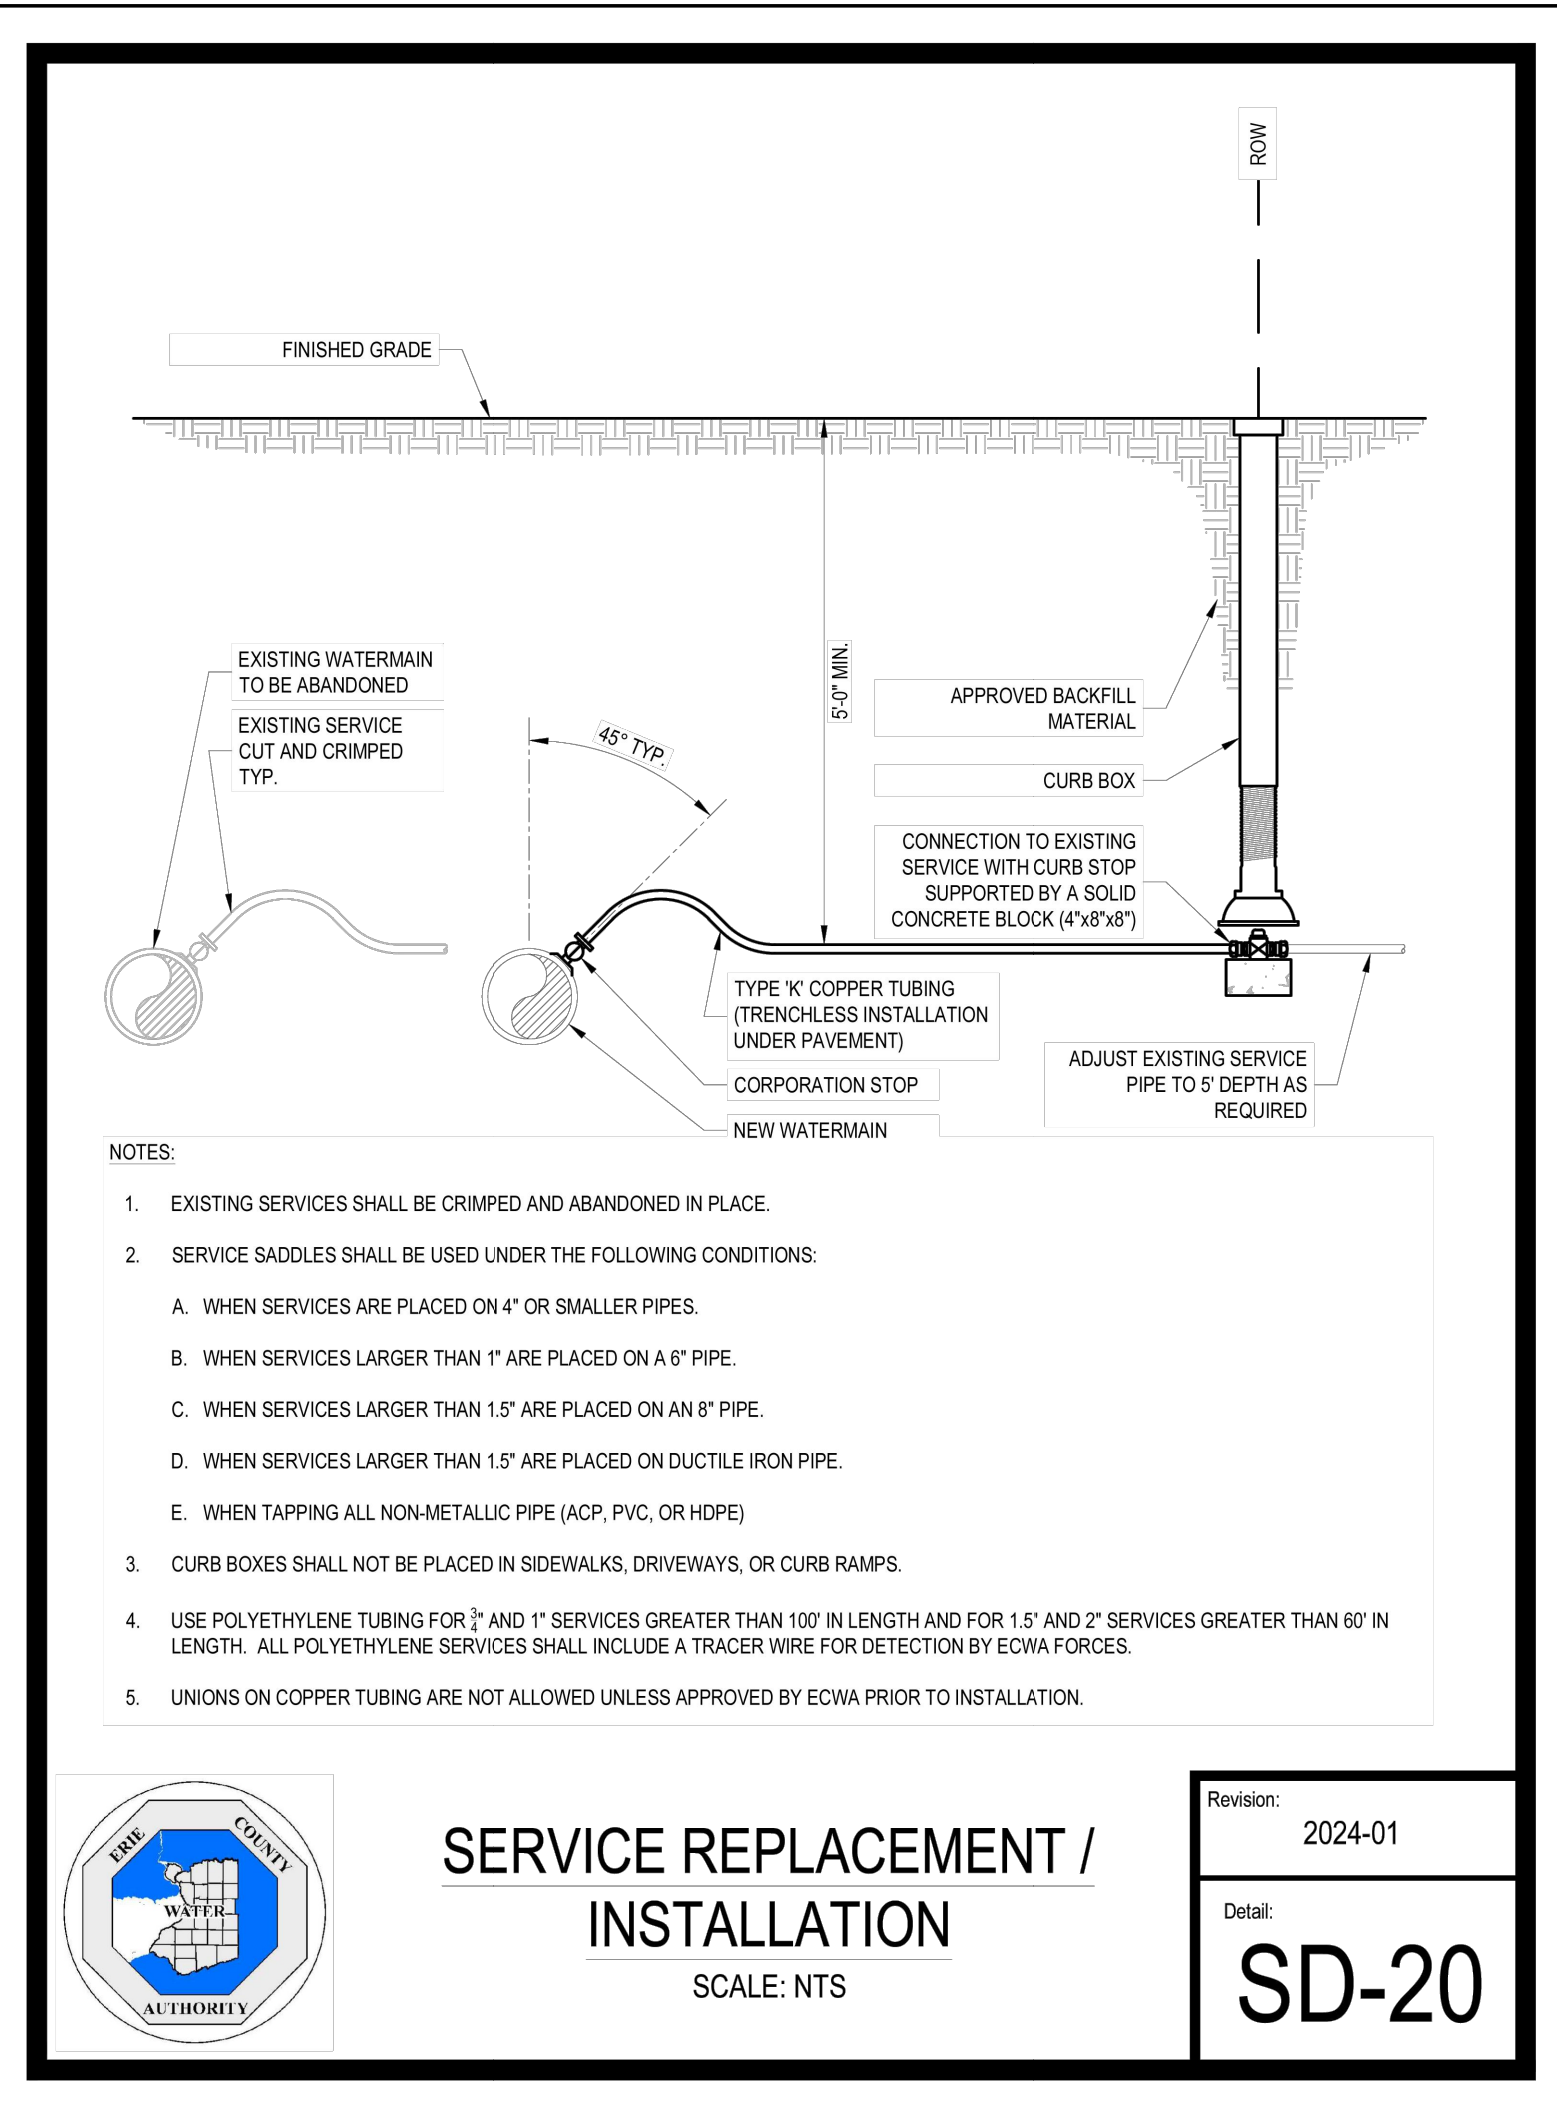 ROW
FINISHED GRADE
EXISTING WATERMAIN
TO BE ABANDONED
EXISTING SERVICE
CUT AND CRIMPED
TYP.
45° TYP.
5'-0" MIN.
APPROVED BACKFILL
MATERIAL
CURB BOX
CONNECTION TO EXISTING
SERVICE WITH CURB STOP
SUPPORTED BY A SOLID
CONCRETE BLOCK (4"x8"x8")
TYPE 'K' COPPER TUBING
(TRENCHLESS INSTALLATION
UNDER PAVEMENT)
CORPORATION STOP
NEW WATERMAIN
ADJUST EXISTING SERVICE
PIPE TO 5' DEPTH AS
REQUIRED
NOTES:
1. EXISTING SERVICES SHALL BE CRIMPED AND ABANDONED IN PLACE.
2. SERVICE SADDLES SHALL BE USED UNDER THE FOLLOWING CONDITIONS:
A. WHEN SERVICES ARE PLACED ON 4" OR SMALLER PIPES.
B. WHEN SERVICES LARGER THAN 1" ARE PLACED ON A 6" PIPE.
C. WHEN SERVICES LARGER THAN 1.5" ARE PLACED ON AN 8" PIPE.
D. WHEN SERVICES LARGER THAN 1.5" ARE PLACED ON DUCTILE IRON PIPE.
E. WHEN TAPPING ALL NON-METALLIC PIPE (ACP, PVC, OR HDPE)
3. CURB BOXES SHALL NOT BE PLACED IN SIDEWALKS, DRIVEWAYS, OR CURB RAMPS.
4. USE POLYETHYLENE TUBING FOR 3/4" AND 1" SERVICES GREATER THAN 100' IN LENGTH AND FOR 1.5" AND 2" SERVICES GREATER THAN 60' IN
LENGTH. ALL POLYETHYLENE SERVICES SHALL INCLUDE A TRACER WIRE FOR DETECTION BY ECWA FORCES.
5. UNIONS ON COPPER TUBING ARE NOT ALLOWED UNLESS APPROVED BY ECWA PRIOR TO INSTALLATION.
ERIE COUNTY
WATER
AUTHORITY
SERVICE REPLACEMENT /
INSTALLATION
SCALE: NTS
Revision:
2024-01
Detail:
SD-20